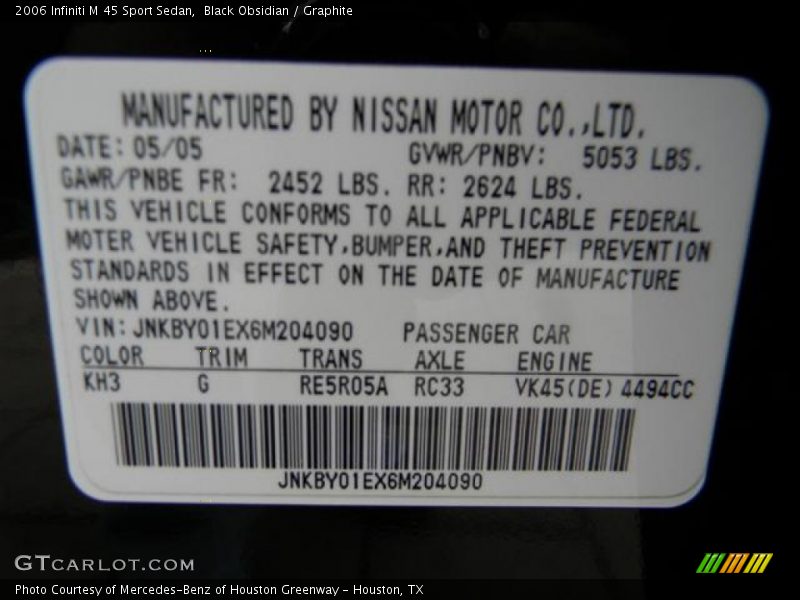 2006 Infiniti M 45 Sport Sedan,  Black Obsidian / Graphite
MANUFACTURED BY NISSAN MOTOR CO.,LTD.
DATE: 05/05 GVWR/PNBV: 5053 LBS.
GAWR/PNBE FR: 2452 LBS. RR: 2624 LBS.
THIS VEHICLE CONFORMS TO ALL APPLICABLE FEDERAL
MOTER VEHICLE SAFETY,BUMPER,AND THEFT PREVENTION
STANDARDS IN EFFECT ON THE DATE OF MANUFACTURE
SHOWN ABOVE.
VIN: JNKBY01EX6M204090 PASSENGER CAR
COLOR TRIM TRANS AXLE ENGINE
KH3 G RE5R05A RC33 VK45(DE) 4494CC
JNKBY01EX6M204090
GTCARLOT.COM
Photo Courtesy of Mercedes-Benz of Houston Greenway - Houston, TX